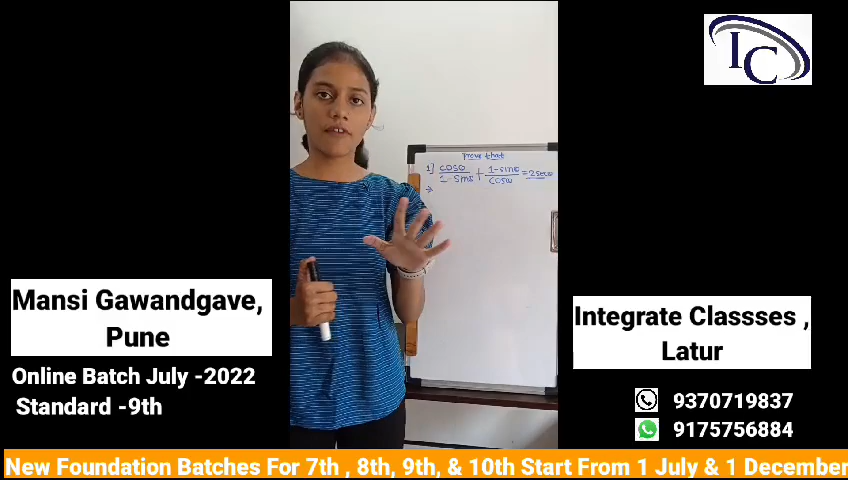 IC
Prove that
1] cosθ / 1-sinθ + 1-sinθ / cosθ = 2secθ
Mansi Gawandgave,
Pune
Online Batch July -2022
Standard -9th
Integrate Classses ,
Latur
9370719837
9175756884
New Foundation Batches For 7th , 8th, 9th, & 10th Start From 1 July & 1 December